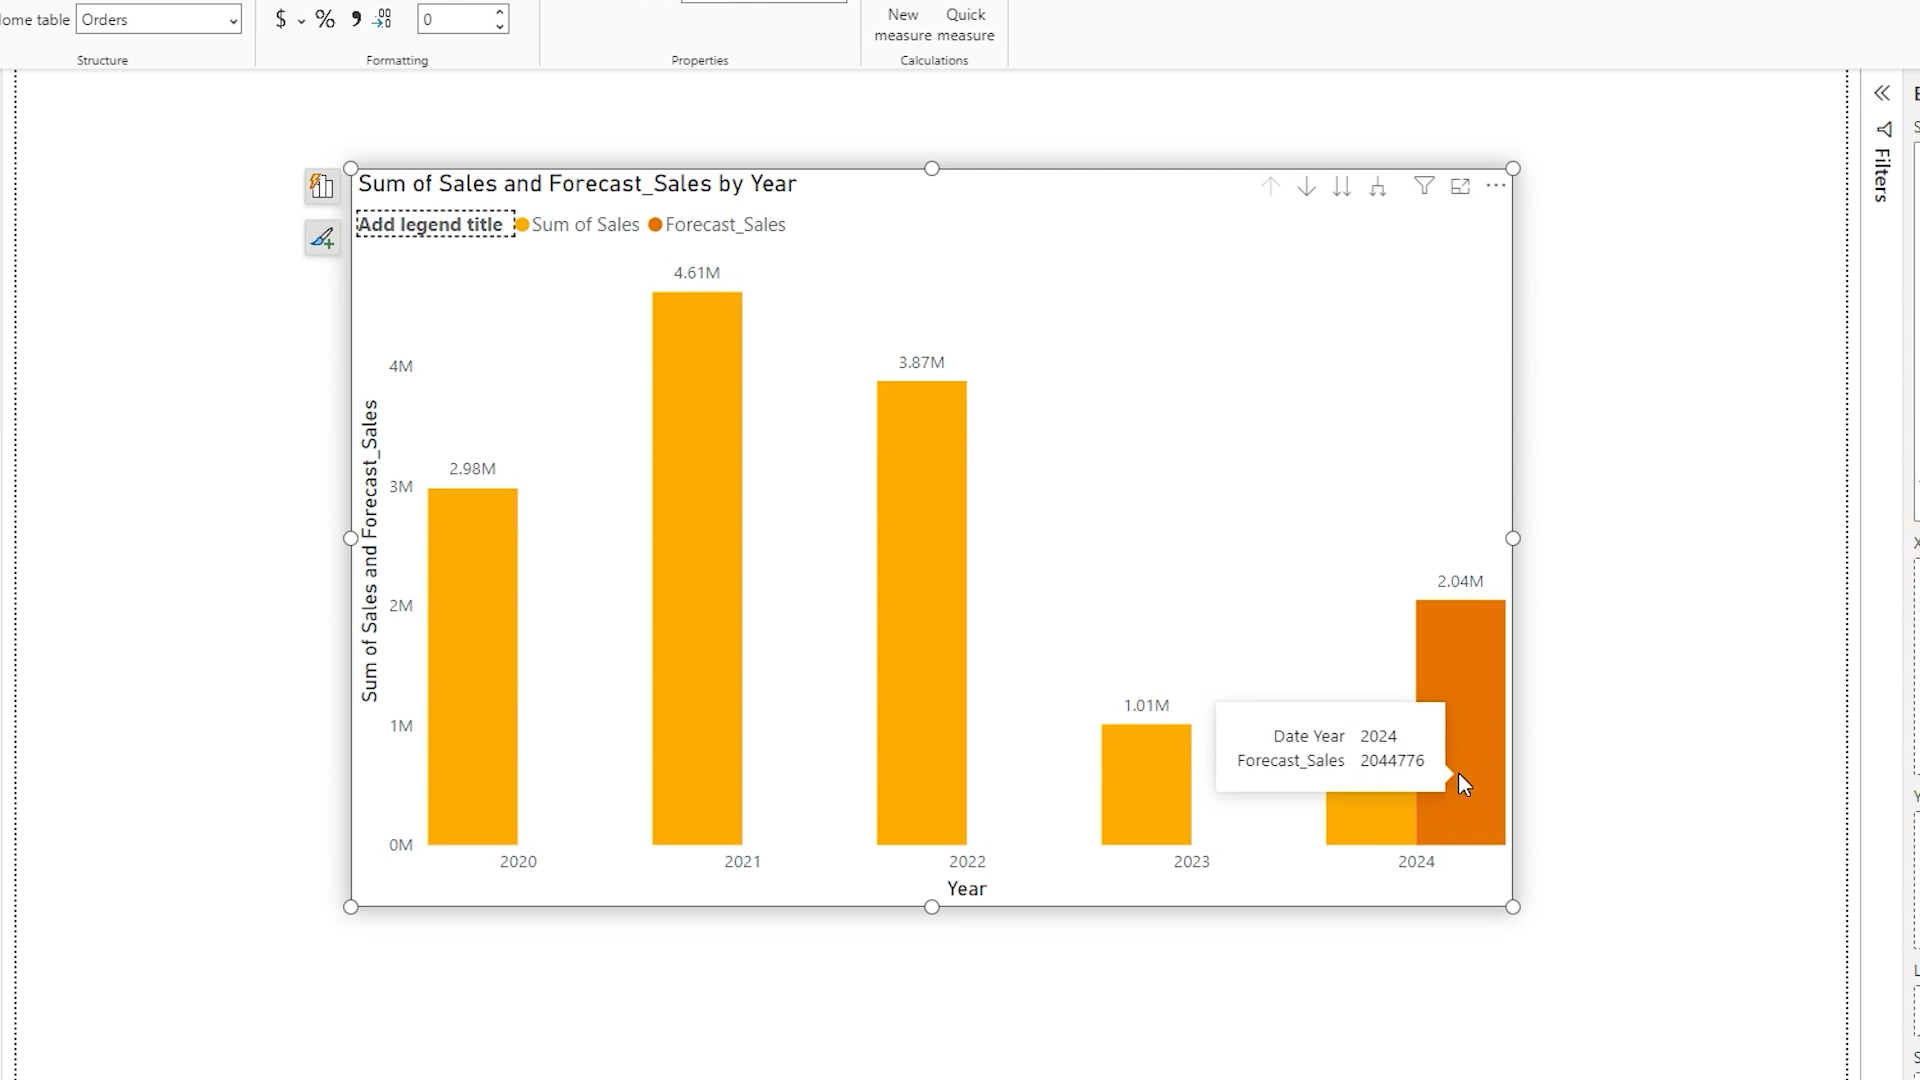 Home table Orders
$ % 9 .00 0
New Quick
measure measure
Structure
Formatting
Properties
Calculations
Filters
Sum of Sales and Forecast_Sales by Year
Add legend title Sum of Sales Forecast_Sales
4.61M
3.87M
4M
2.98M
3M
2.04M
2M
1.01M
1M
Date Year 2024
Forecast_Sales 2044776
0M
2020 2021 2022 2023 2024
Year
Sum of Sales and Forecast_Sales